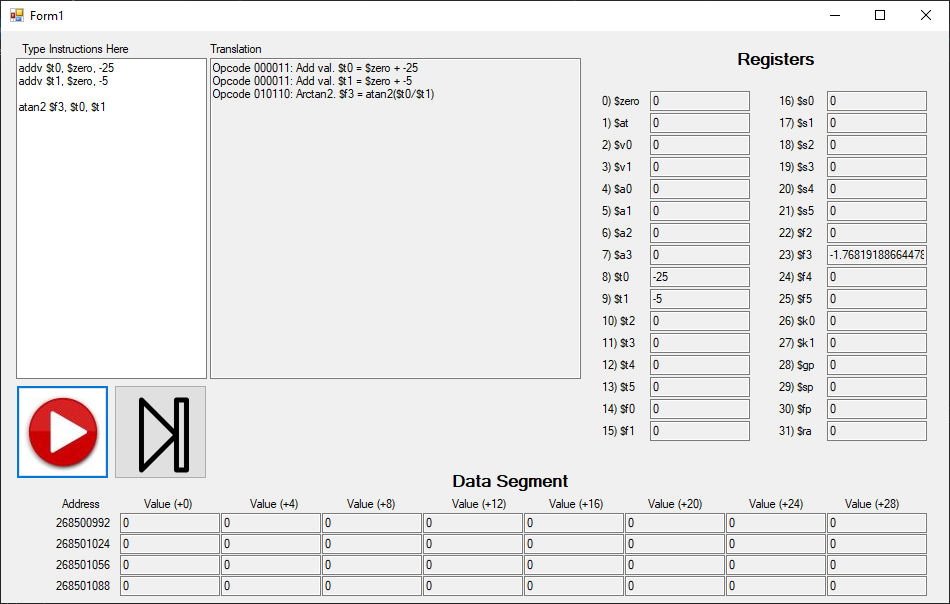 Form1
Type Instructions Here
Translation
addv $t0, $zero, -25
addv $t1, $zero, -5
atan2 $f3, $t0, $t1
Opcode 000011: Add val. $t0 = $zero + -25
Opcode 000011: Add val. $t1 = $zero + -5
Opcode 010110: Arctan2. $f3 = atan2($t0/$t1)
Registers
0) $zero 0 16) $s0 0
1) $at 0 17) $s1 0
2) $v0 0 18) $s2 0
3) $v1 0 19) $s3 0
4) $a0 0 20) $s4 0
5) $a1 0 21) $s5 0
6) $a2 0 22) $f2 0
7) $a3 0 23) $f3 -1.76819188664478
8) $t0 -25 24) $f4 0
9) $t1 -5 25) $f5 0
10) $t2 0 26) $k0 0
11) $t3 0 27) $k1 0
12) $t4 0 28) $gp 0
13) $t5 0 29) $sp 0
14) $f0 0 30) $fp 0
15) $f1 0 31) $ra 0
Data Segment
Address Value (+0) Value (+4) Value (+8) Value (+12) Value (+16) Value (+20) Value (+24) Value (+28)
268500992 0 0 0 0 0 0 0 0
268501024 0 0 0 0 0 0 0 0
268501056 0 0 0 0 0 0 0 0
268501088 0 0 0 0 0 0 0 0